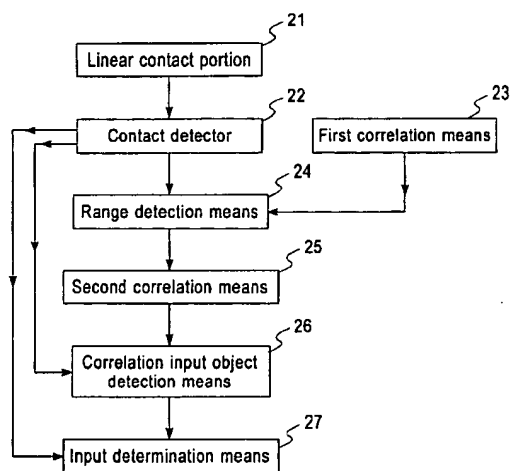 21
Linear contact portion
22
23
Contact detector
First correlation means
24
Range detection means
25
Second correlation means
26
Correlation input object
detection means
27
Input determination means